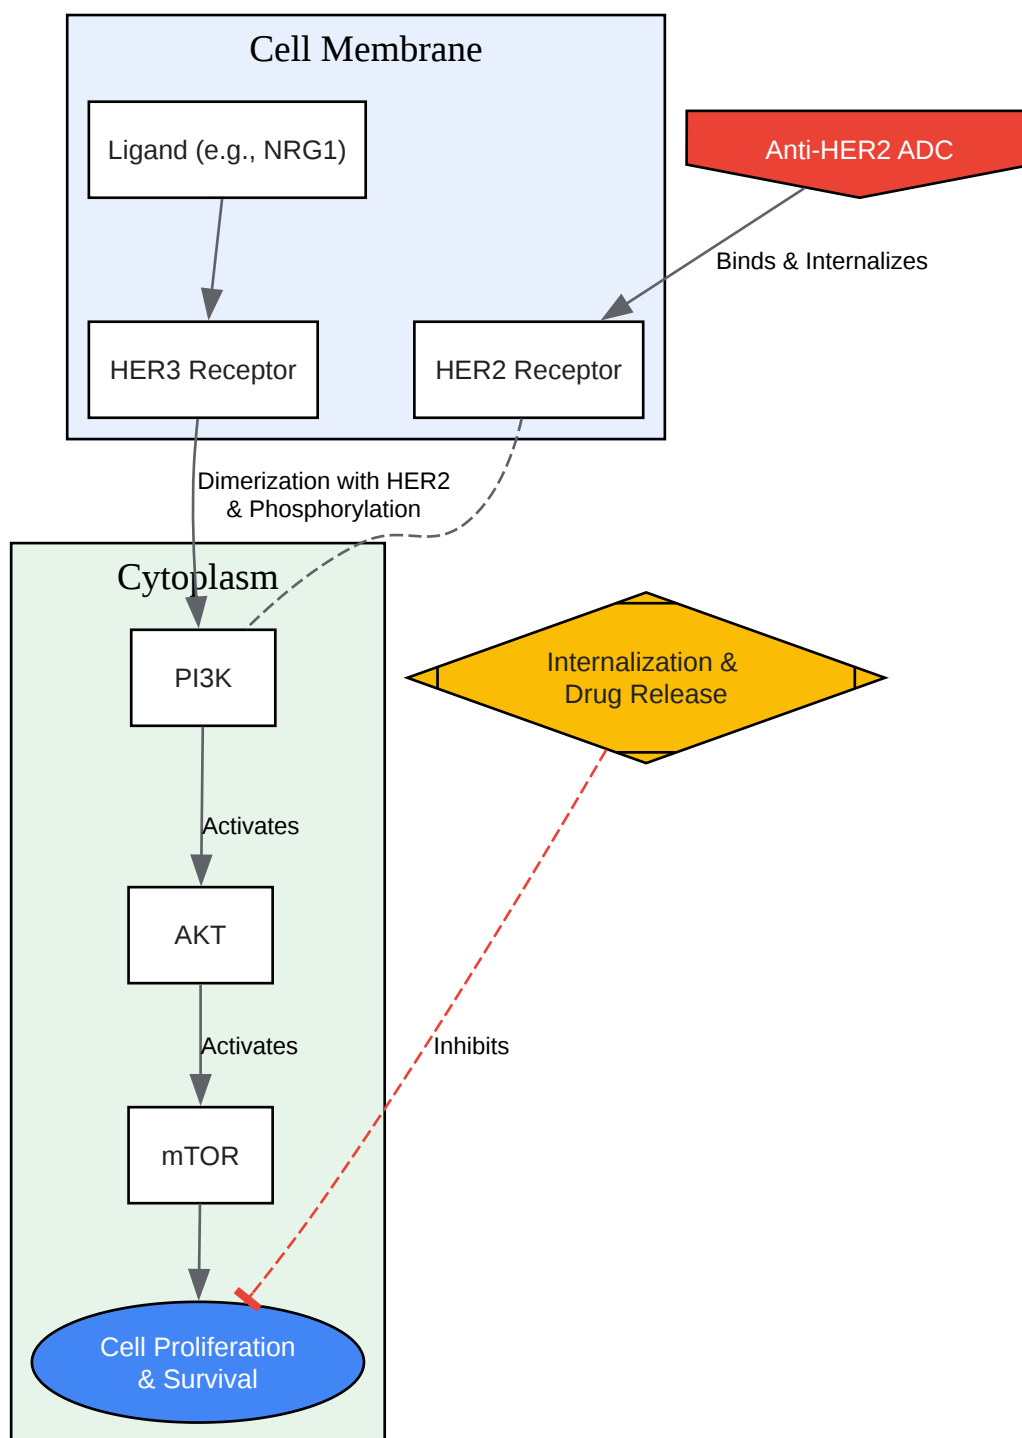 Cell Membrane
Ligand (e.g., NRG1)
Anti-HER2 ADC
Binds & Internalizes
HER3 Receptor
HER2 Receptor
Dimerization with HER2
& Phosphorylation
Cytoplasm
PI3K
Internalization &
Drug Release
Activates
AKT
Activates
Inhibits
mTOR
Cell Proliferation
& Survival